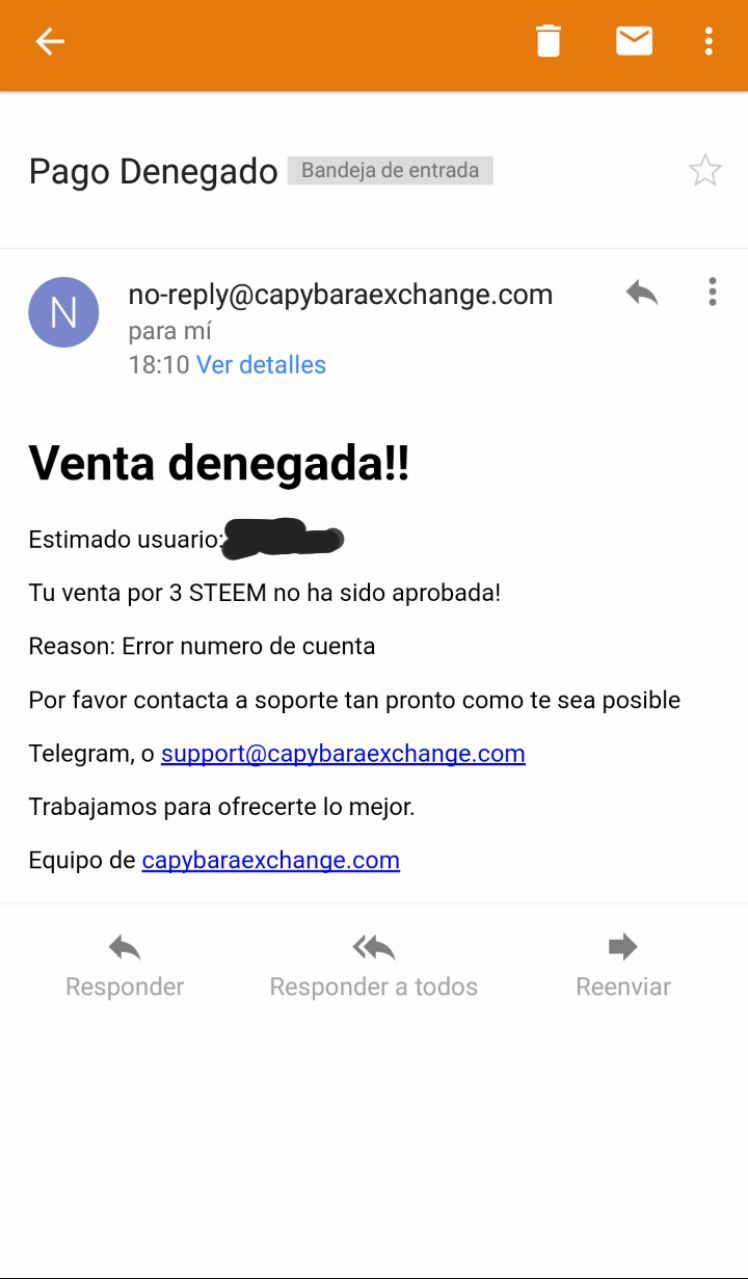 Pago Denegado Bandeja de entrada
N
no-reply@capybaraexchange.com
para mí
18:10 Ver detalles
Venta denegada!!
Estimado usuario:
Tu venta por 3 STEEM no ha sido aprobada!
Reason: Error numero de cuenta
Por favor contacta a soporte tan pronto como te sea posible
Telegram, o support@capybaraexchange.com
Trabajamos para ofrecerte lo mejor.
Equipo de capybaraexchange.com
Responder Responder a todos Reenviar